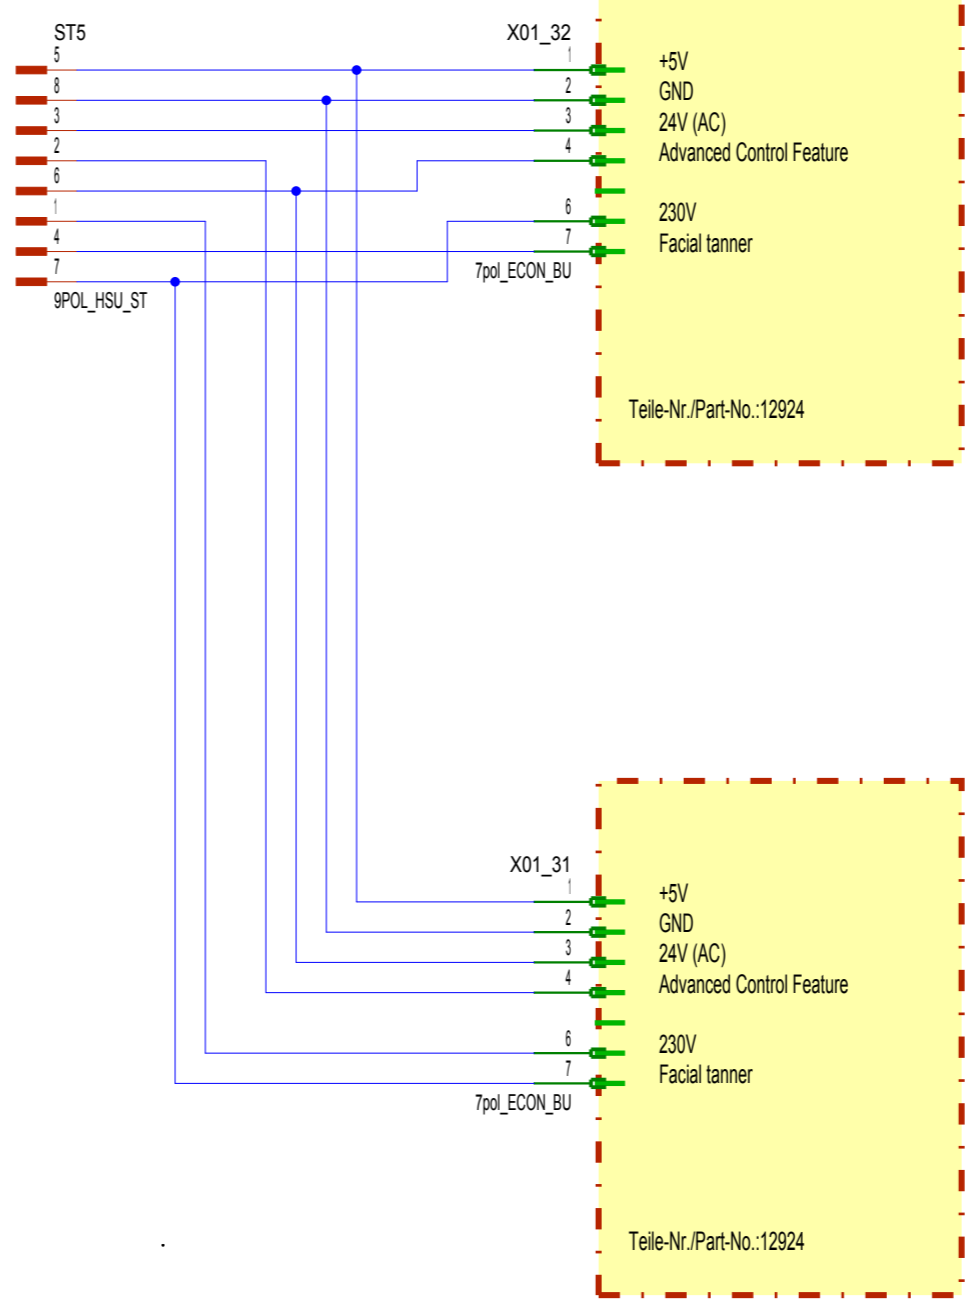 ST5
5
8
3
2
6
1
4
7
9POL_HSU_ST
X01_32
1
2
3
4
6
7
7pol_ECON_BU
+5V
GND
24V (AC)
Advanced Control Feature
230V
Facial tanner
Teile-Nr./Part-No.:12924
X01_31
1
2
3
4
6
7
7pol_ECON_BU
+5V
GND
24V (AC)
Advanced Control Feature
230V
Facial tanner
Teile-Nr./Part-No.:12924